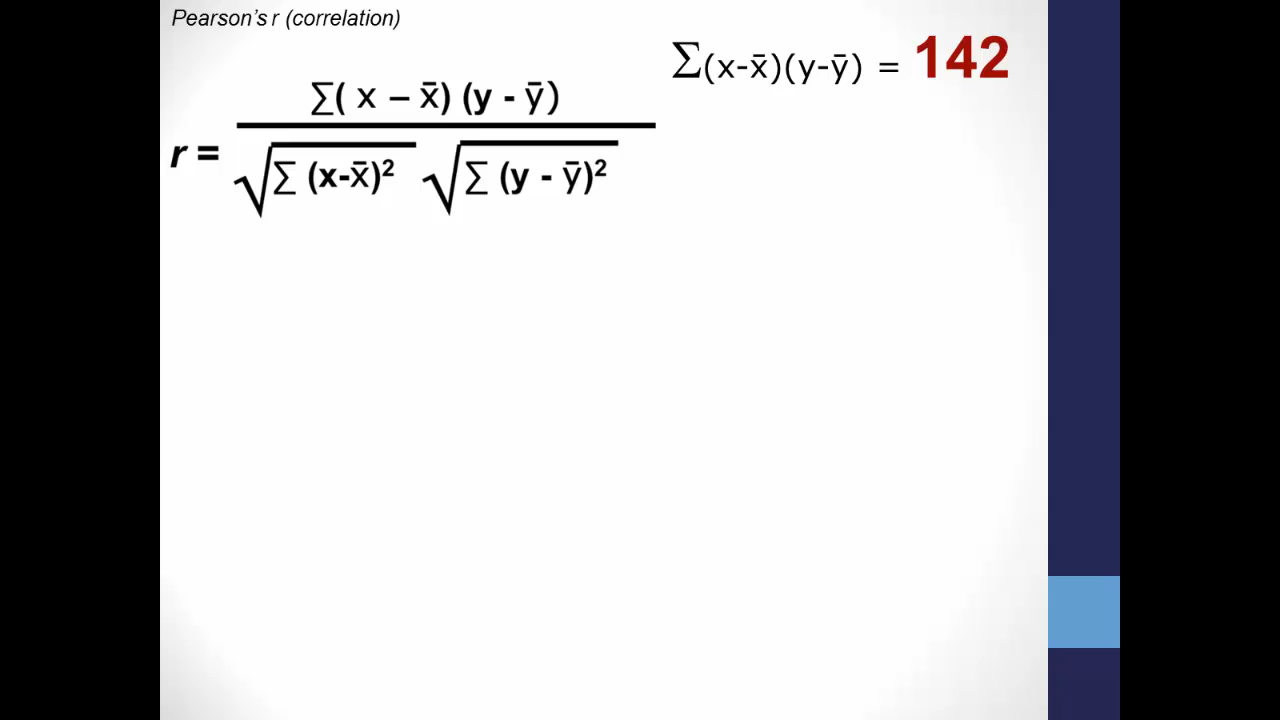 Pearson's r (correlation)
∑(x-x̄)(y-ȳ) = 142
∑( x – x̄) (y - ȳ)
r =
√∑ (x-x̄)² √∑ (y - ȳ)²